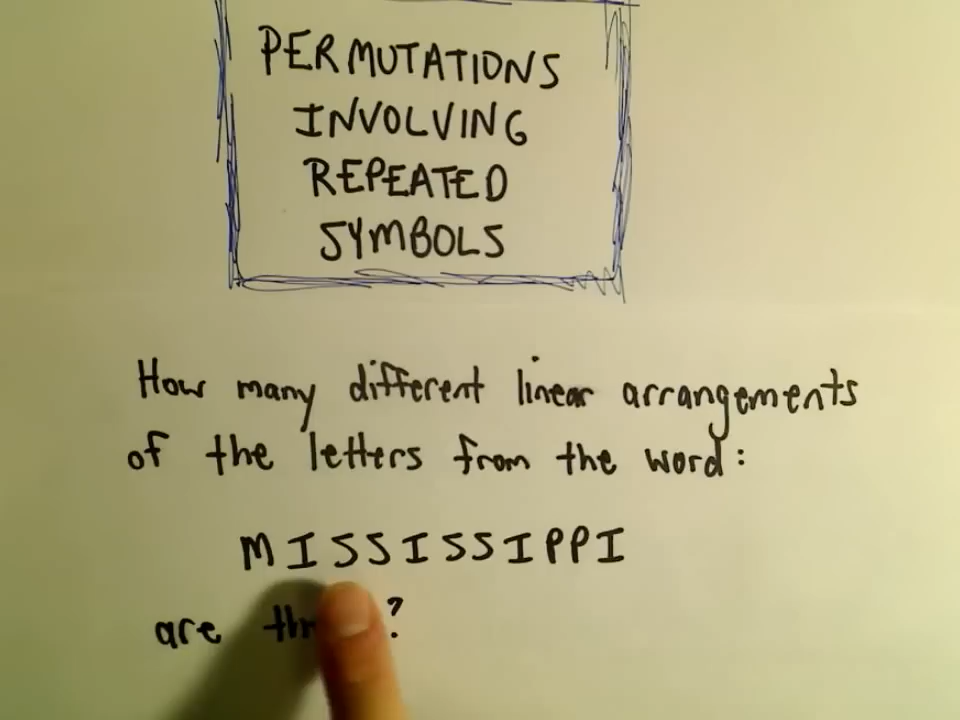 PERMUTATIONS
INVOLVING
REPEATED
SYMBOLS
How many different linear arrangements
of the letters from the word:
MISSISSIPPI
are ?